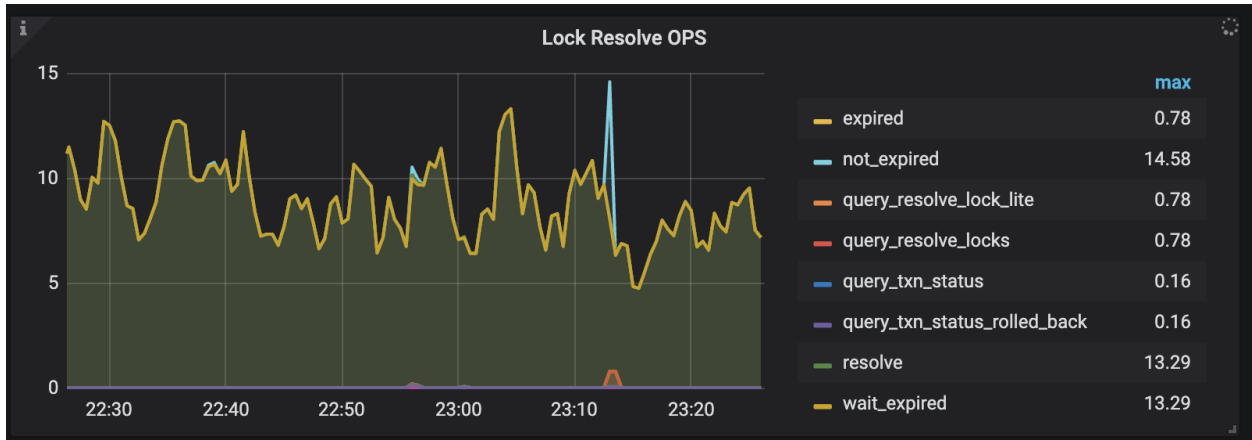 Lock Resolve OPS
15
10
5
0
22:30 22:40 22:50 23:00 23:10 23:20
max
expired 0.78
not_expired 14.58
query_resolve_lock_lite 0.78
query_resolve_locks 0.78
query_txn_status 0.16
query_txn_status_rolled_back 0.16
resolve 13.29
wait_expired 13.29